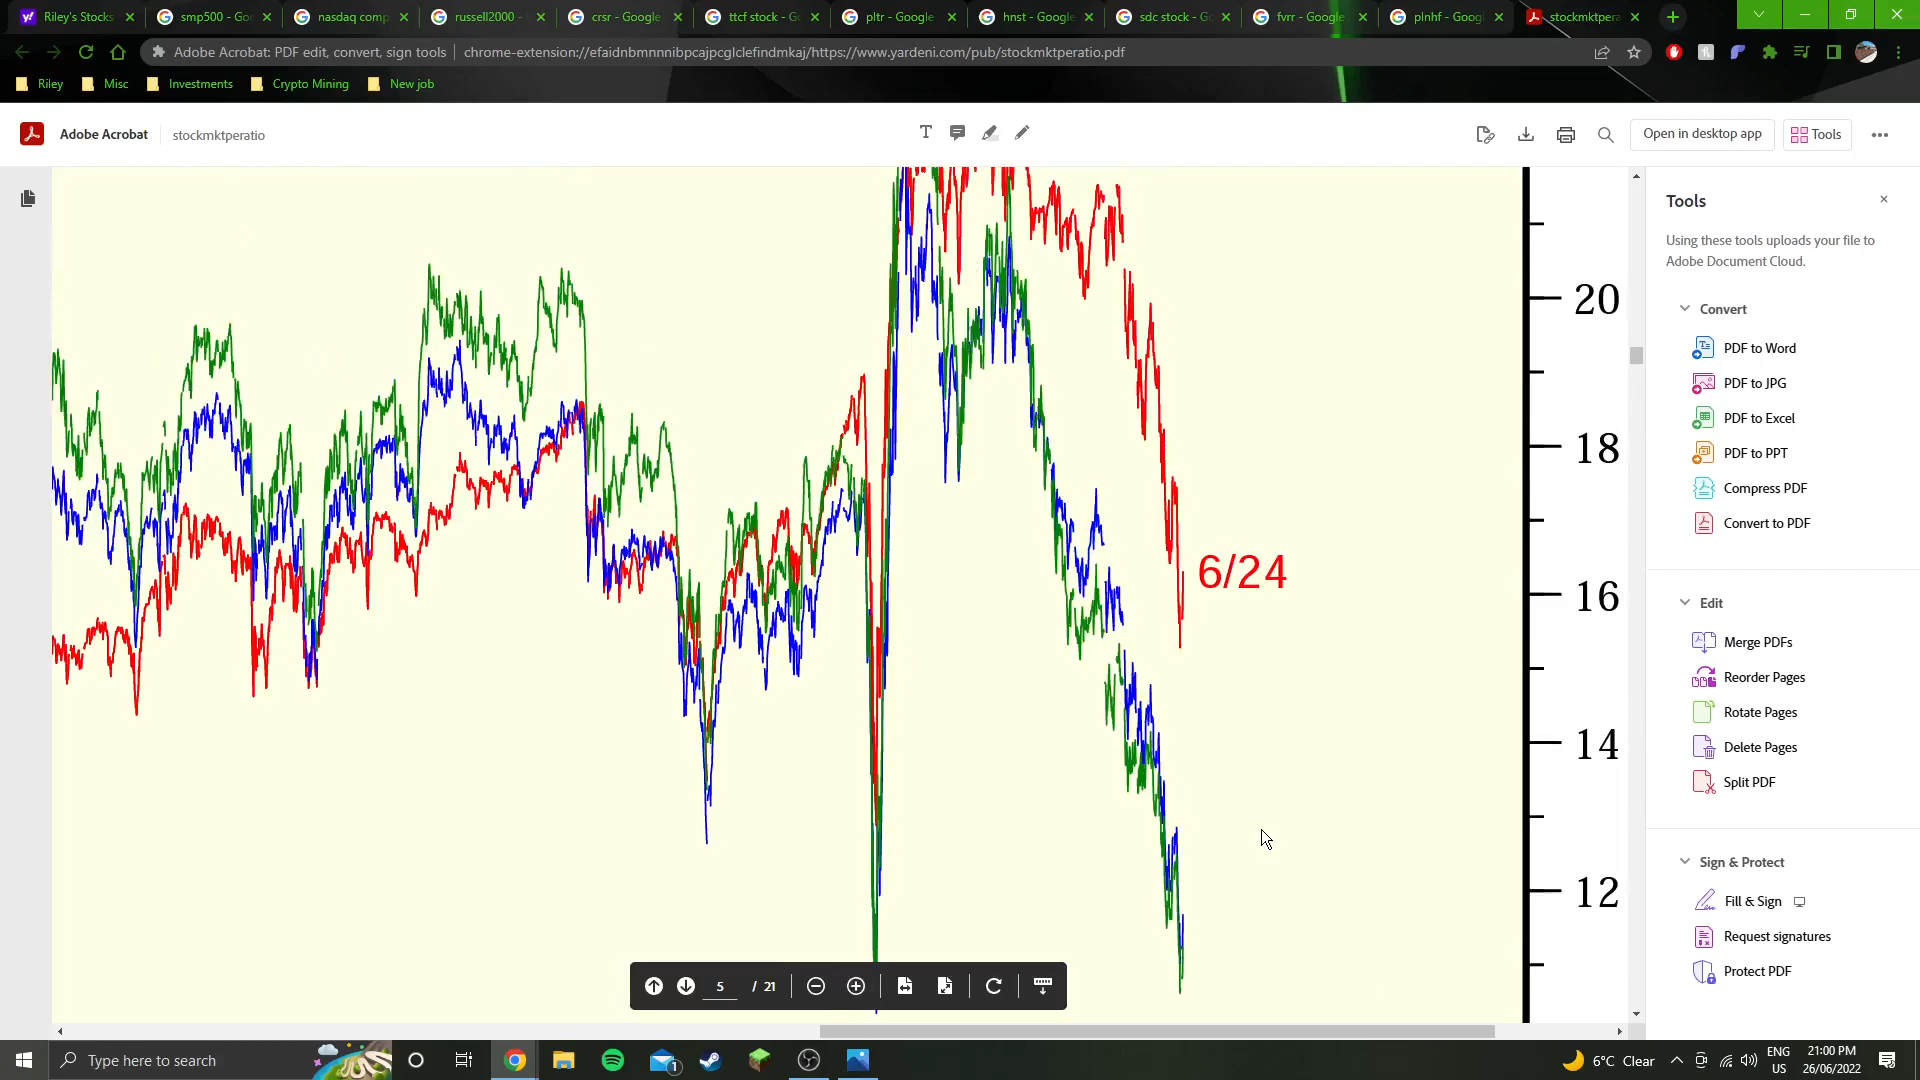 Riley's Stocks
smp500 - Go
nasdaq comp
russell2000 -
crsr - Google
ttcf stock - G
pltr - Google
hnst - Google
sdc stock - G
fvrr - Google
plnhf - Goog
stockmktpera
Adobe Acrobat: PDF edit, convert, sign tools
chrome-extension://efaidnbmnnnibpcajpcglclefindmkaj/https://www.yardeni.com/pub/stockmktperatio.pdf
Riley
Misc
Investments
Crypto Mining
New job
Adobe Acrobat
stockmktperatio
Open in desktop app
Tools
20
18
16
14
12
6/24
5 / 21
Tools
Using these tools uploads your file to
Adobe Document Cloud.
Convert
PDF to Word
PDF to JPG
PDF to Excel
PDF to PPT
Compress PDF
Convert to PDF
Edit
Merge PDFs
Reorder Pages
Rotate Pages
Delete Pages
Split PDF
Sign & Protect
Fill & Sign
Request signatures
Protect PDF
Type here to search
1
6°C Clear
ENG
US
21:00 PM
26/06/2022